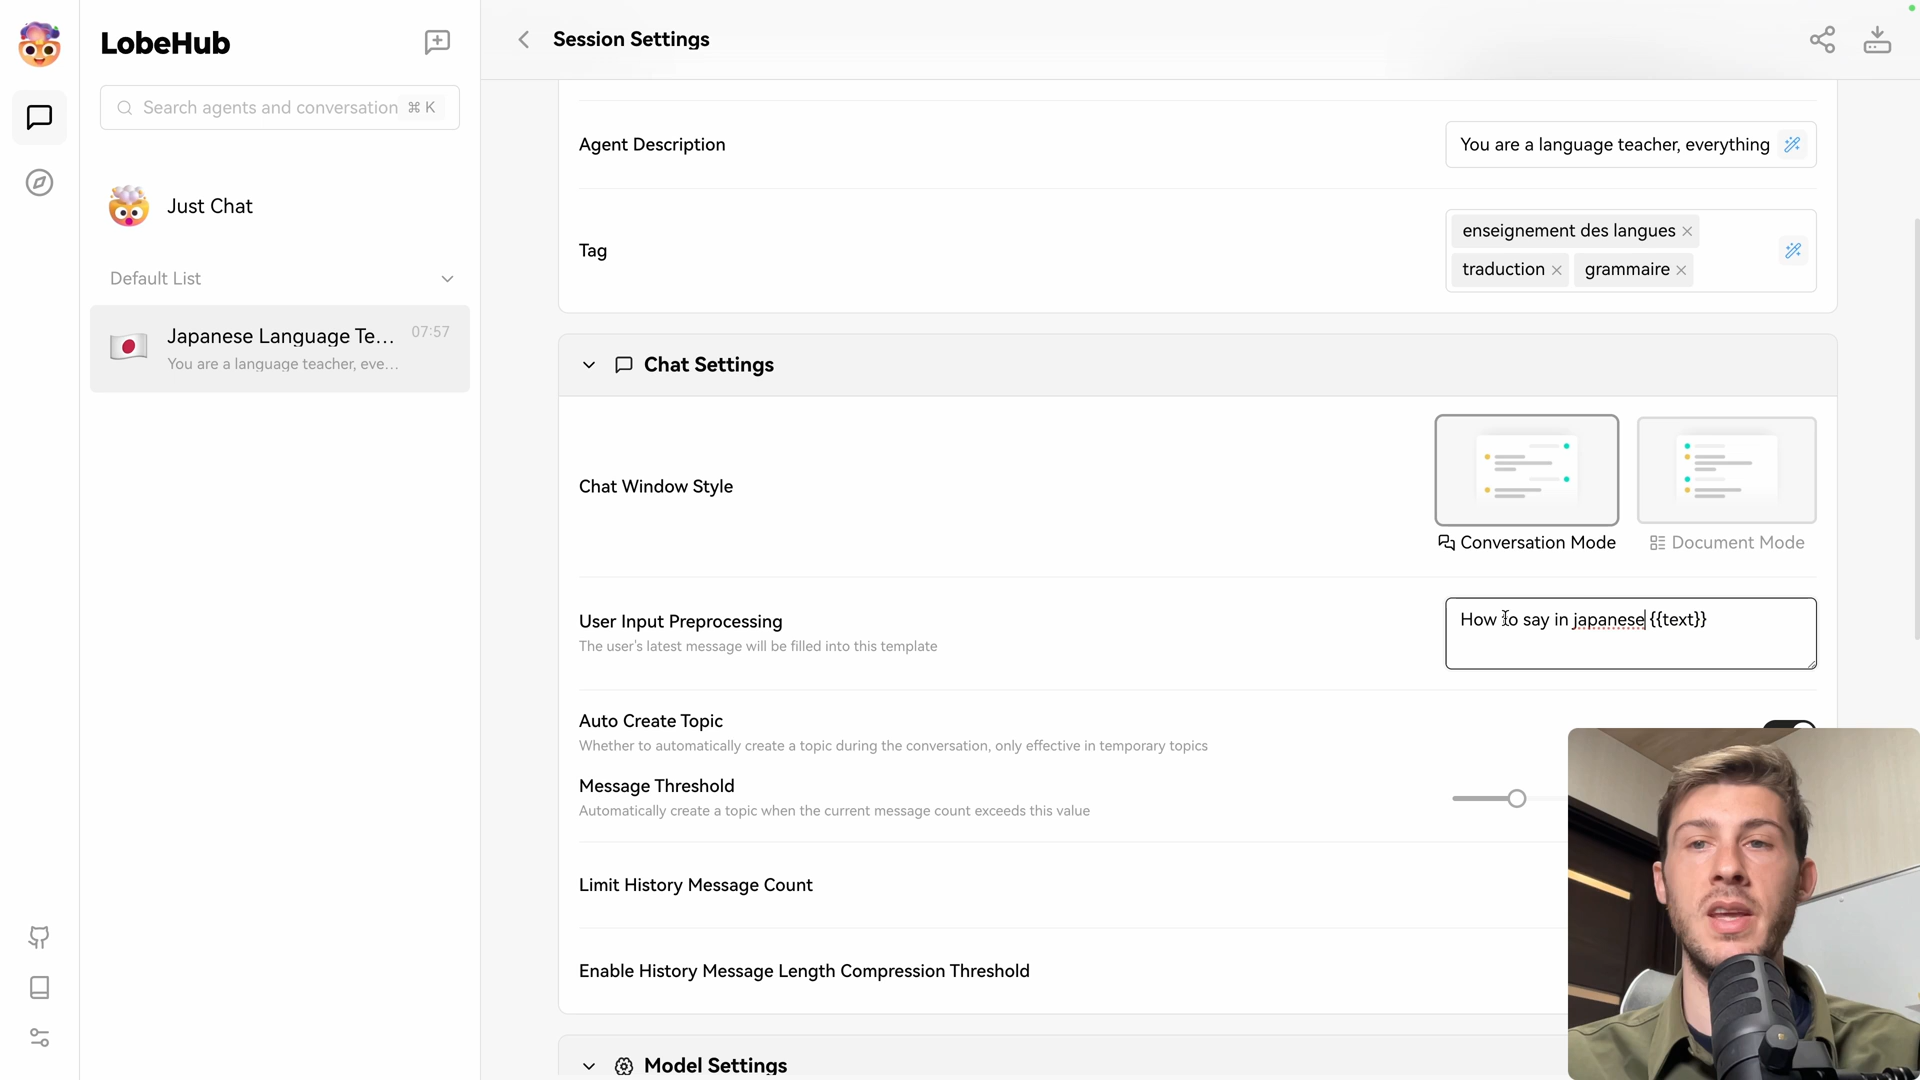 LobeHub
Session Settings
Search agents and conversation ⌘ K
Just Chat
Default List
Japanese Language Te... 07:57
You are a language teacher, eve...
Agent Description
You are a language teacher, everything
Tag
enseignement des langues ×
traduction × grammaire ×
Chat Settings
Chat Window Style
Conversation Mode
Document Mode
User Input Preprocessing
The user's latest message will be filled into this template
How to say in japanese {{text}}
Auto Create Topic
Whether to automatically create a topic during the conversation, only effective in temporary topics
Message Threshold
Automatically create a topic when the current message count exceeds this value
Limit History Message Count
Enable History Message Length Compression Threshold
Model Settings